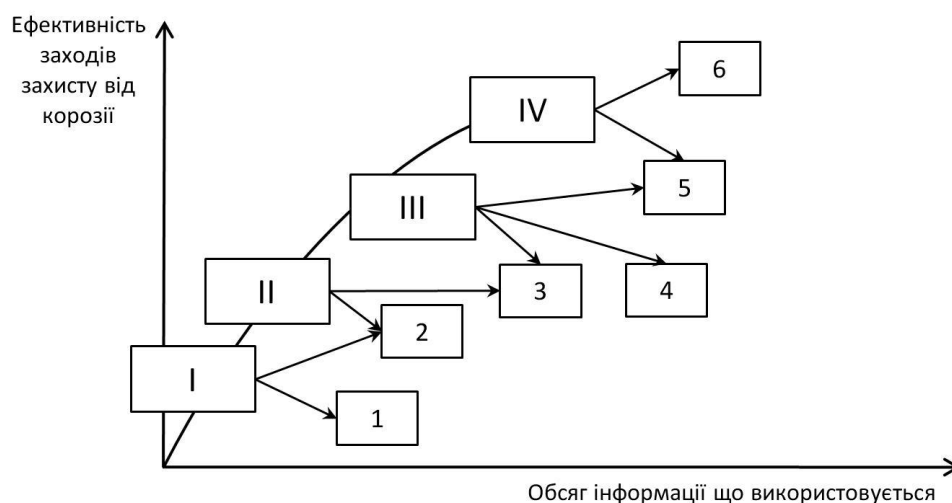 Ефективність
заходів
захисту від
корозії
6
IV
5
III
4
3
II
2
I
1
Обсяг інформації що використовується